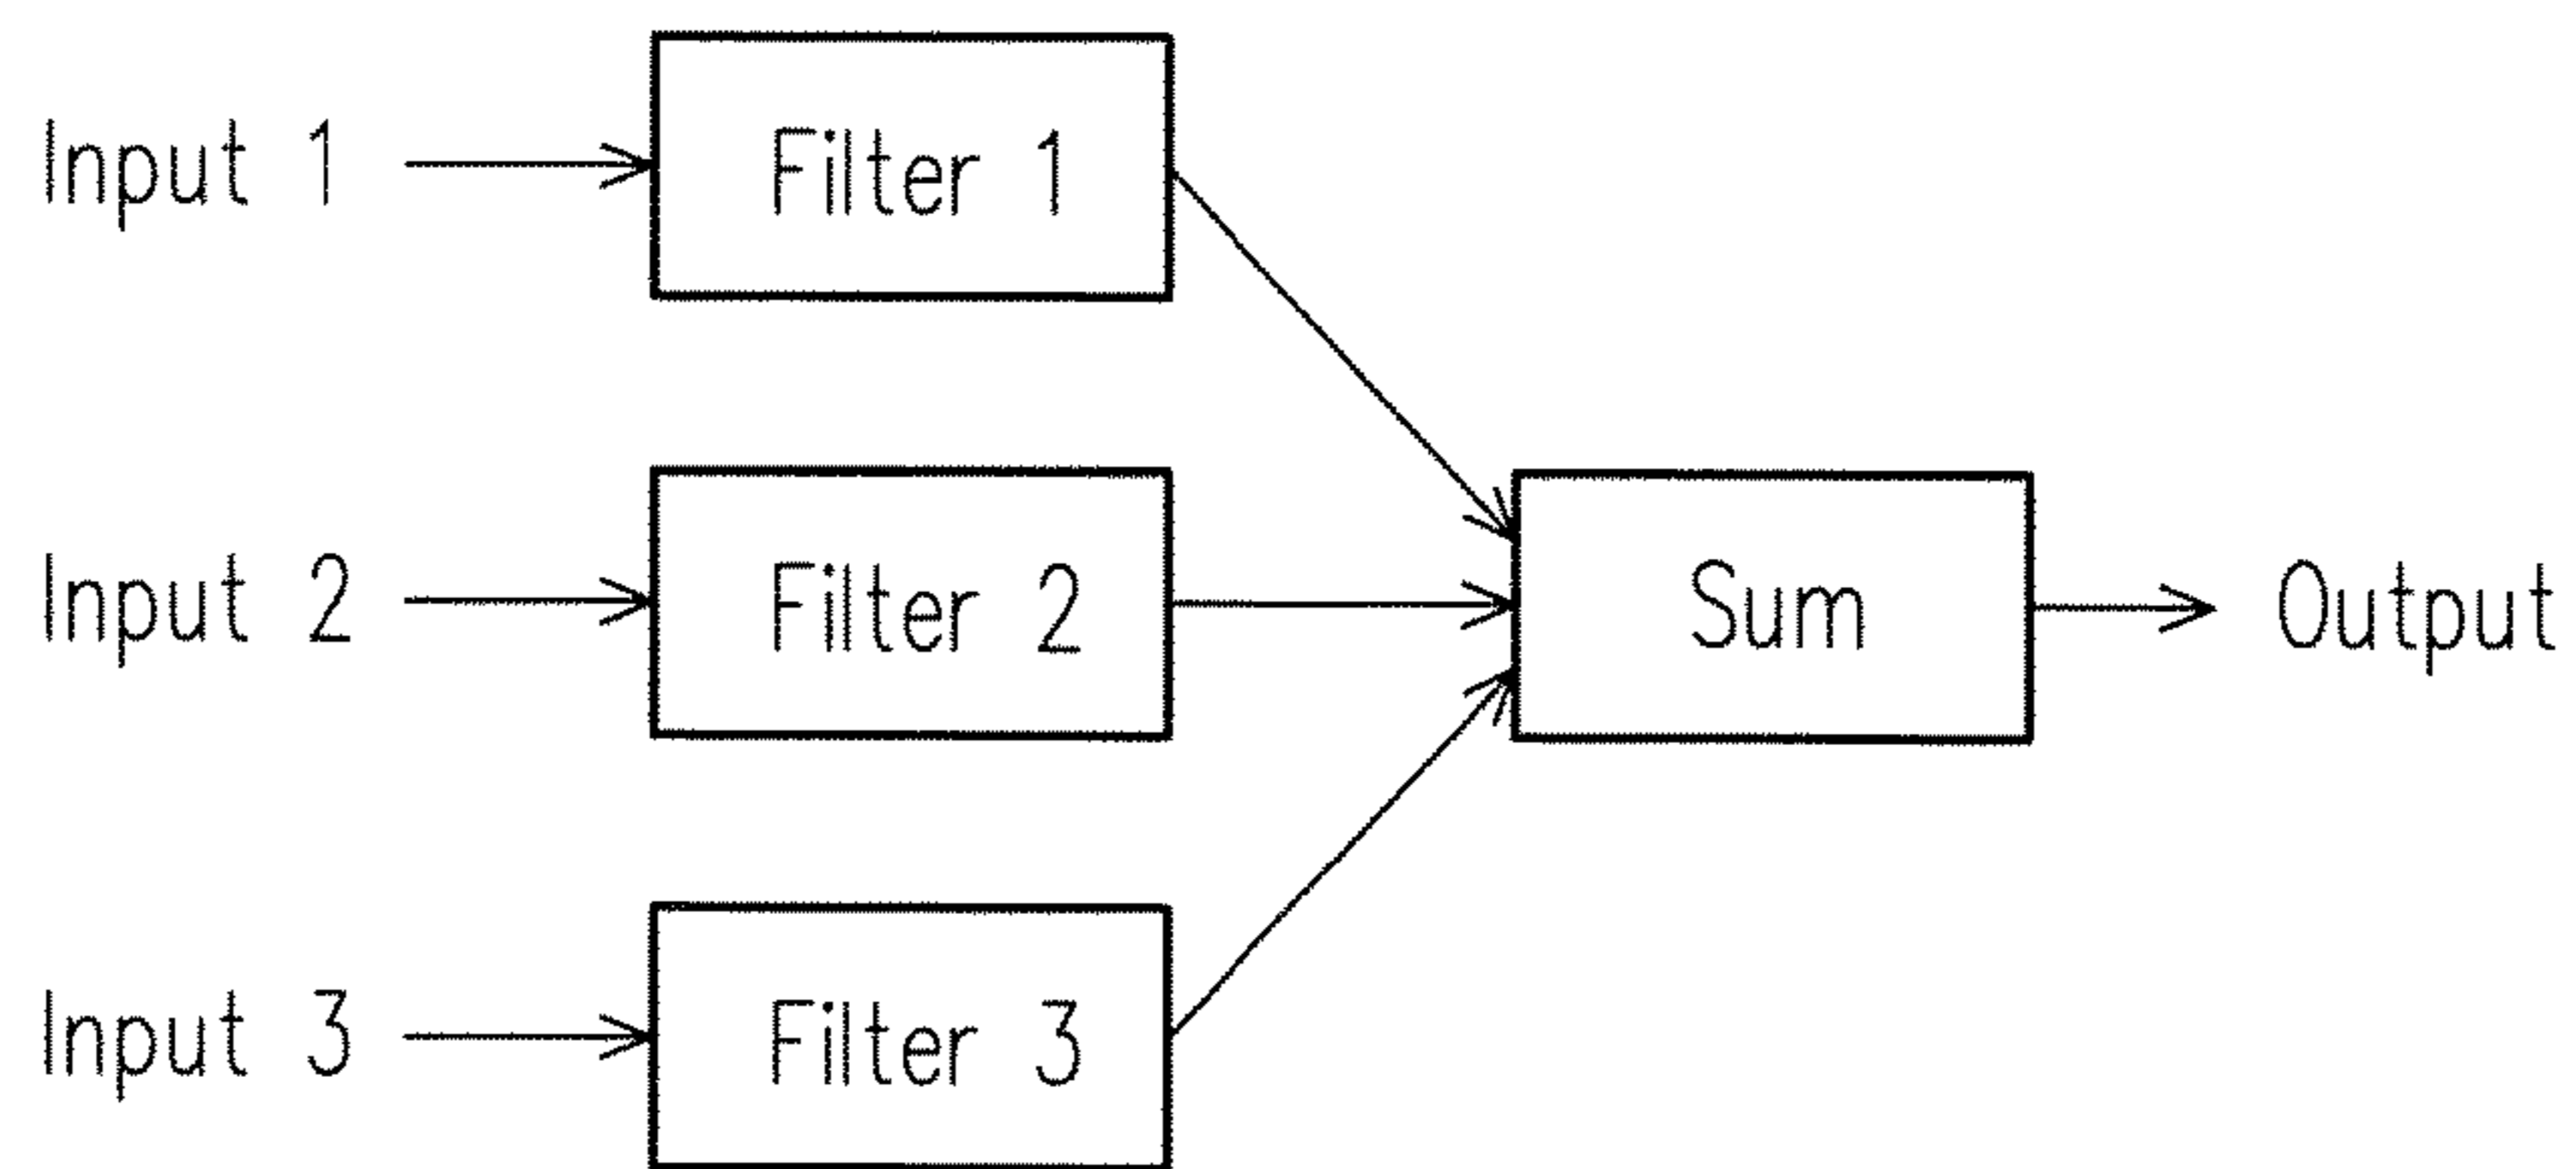 Input 1
Filter 1
Input 2
Filter 2
Sum
Output
Input 3
Filter 3